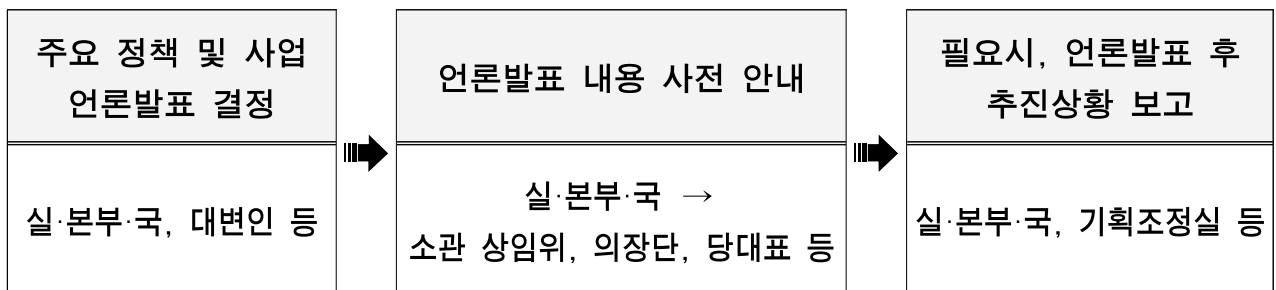 주요 정책 및 사업
언론발표 결정
실·본부·국, 대변인 등
언론발표 내용 사전 안내
실·본부·국 →
소관 상임위, 의장단, 당대표 등
필요시, 언론발표 후
추진상황 보고
실·본부·국, 기획조정실 등